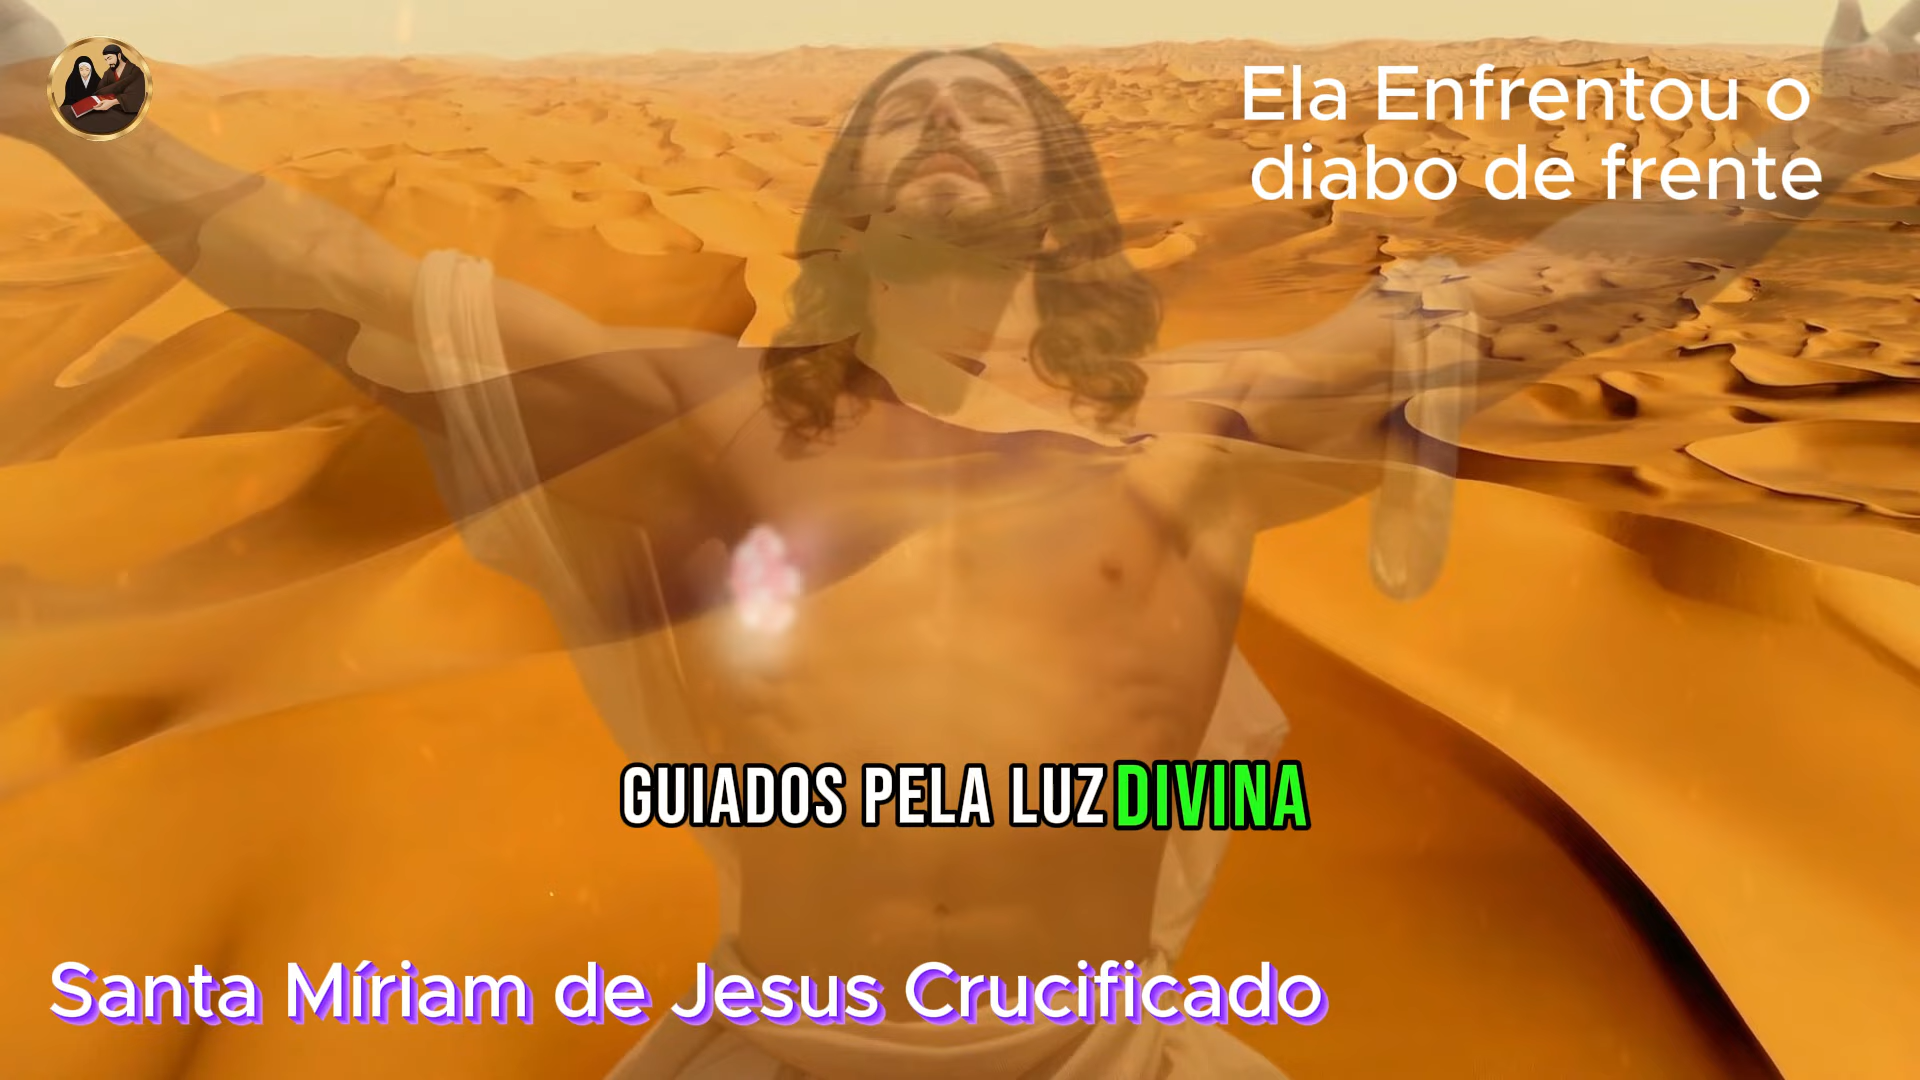 Ela Enfrentou o
diabo de frente
GUIADOS PELA LUZ DIVINA
Santa Míriam de Jesus Crucificado